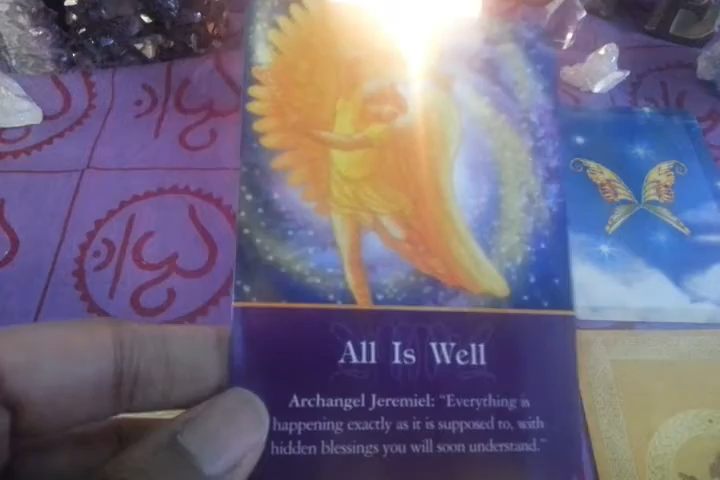 All Is Well
Archangel Jeremiel: "Everything is
happening exactly as it is supposed to, with
hidden blessings you will soon understand."